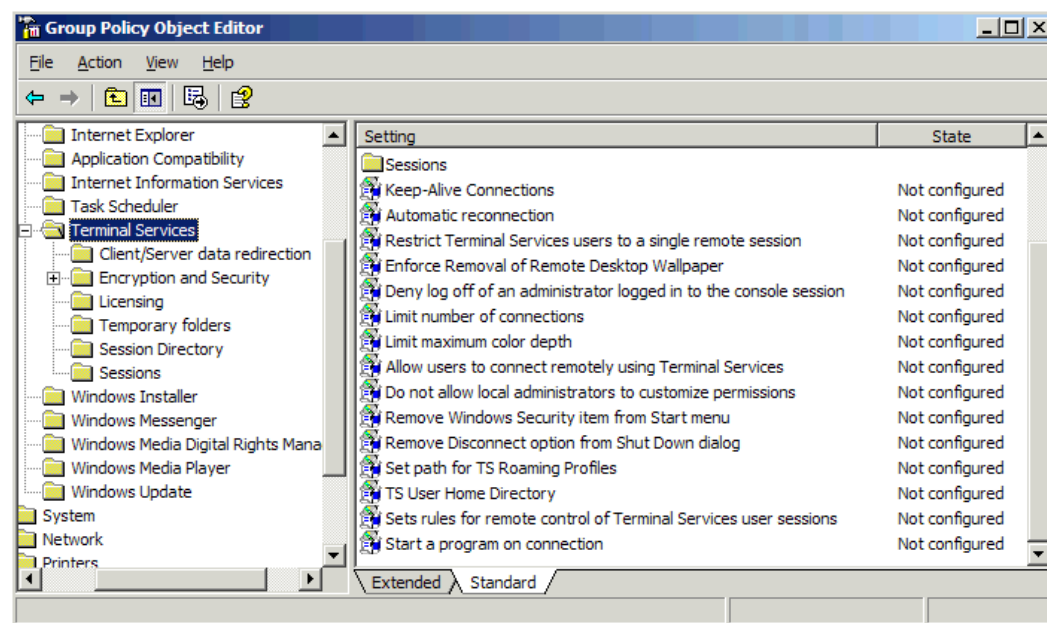 Group Policy Object Editor
File Action View Help
Internet Explorer
Application Compatibility
Internet Information Services
Task Scheduler
Terminal Services
Client/Server data redirection
Encryption and Security
Licensing
Temporary folders
Session Directory
Sessions
Windows Installer
Windows Messenger
Windows Media Digital Rights Mana
Windows Media Player
Windows Update
System
Network
Printers
Setting State
Sessions
Keep-Alive Connections Not configured
Automatic reconnection Not configured
Restrict Terminal Services users to a single remote session Not configured
Enforce Removal of Remote Desktop Wallpaper Not configured
Deny log off of an administrator logged in to the console session Not configured
Limit number of connections Not configured
Limit maximum color depth Not configured
Allow users to connect remotely using Terminal Services Not configured
Do not allow local administrators to customize permissions Not configured
Remove Windows Security item from Start menu Not configured
Remove Disconnect option from Shut Down dialog Not configured
Set path for TS Roaming Profiles Not configured
TS User Home Directory Not configured
Sets rules for remote control of Terminal Services user sessions Not configured
Start a program on connection Not configured
Extended Standard